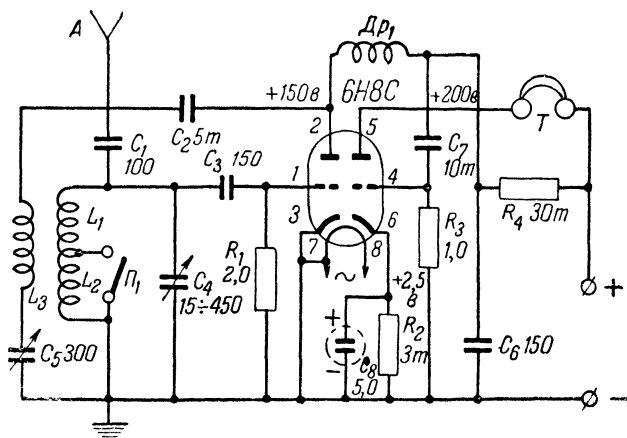 А
Др₁
+150в
6Н8С
+200в
C₂ 5т
2
5
Т
C₁
100
C₃ 150
C₇
10т
1
4
L₁
3
6
R₄ 30т
L₂
П₁
R₁
2,0
7
8
R₃
1,0
C₄
15÷450
~
+2,5
в
+
L₃
+
R₂
3т
C₅ 300
C₆ 150
−
C₈
5,0
−